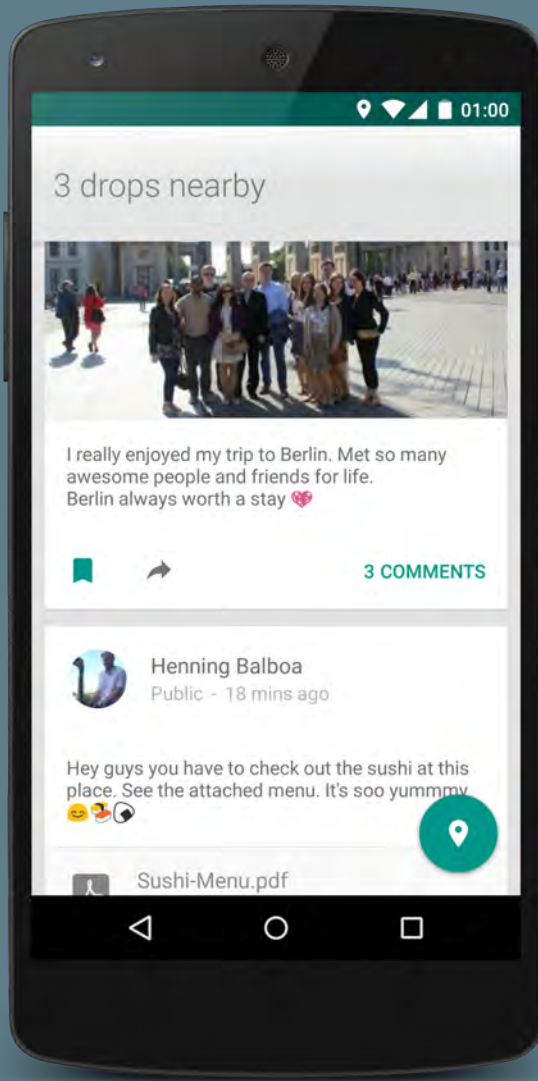 01:00
3 drops nearby
I really enjoyed my trip to Berlin. Met so many
awesome people and friends for life.
Berlin always worth a stay 💖
3 COMMENTS
Henning Balboa
Public - 18 mins ago
Hey guys you have to check out the sushi at this
place. See the attached menu. It's soo yummmy
😊🍣🍙
Sushi-Menu.pdf